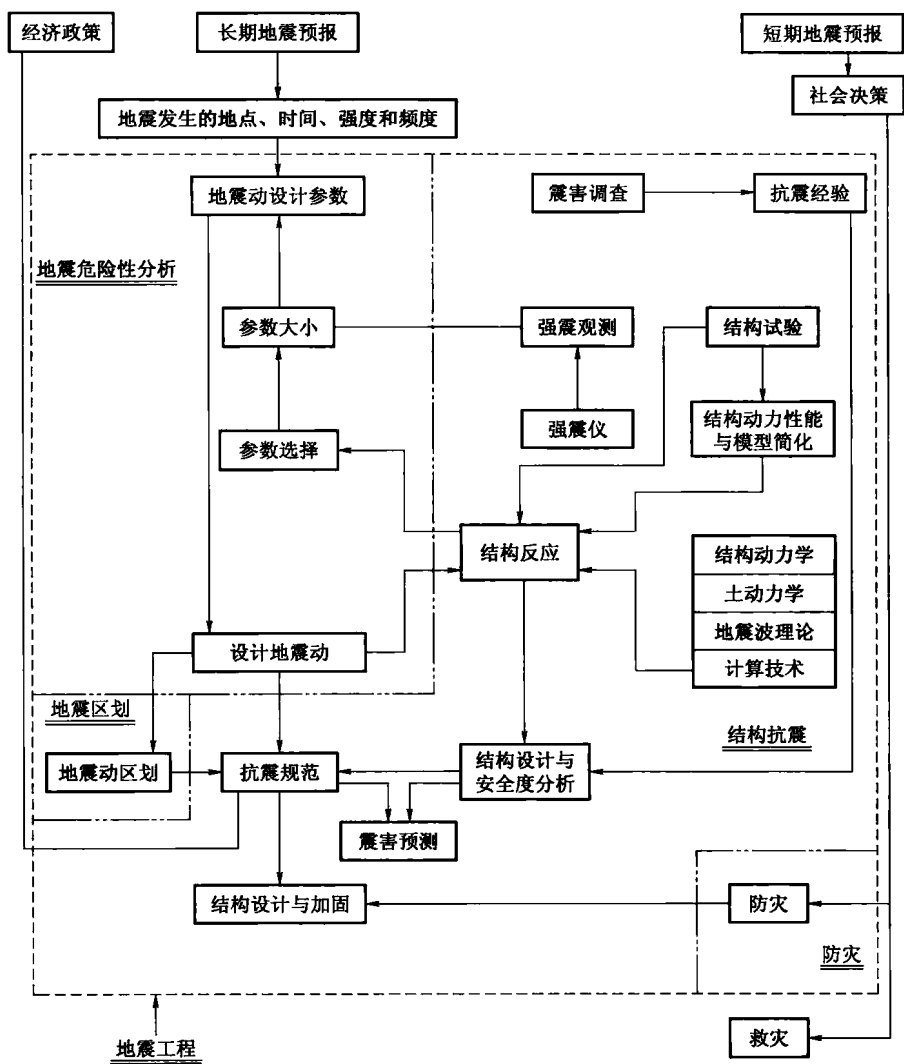 经济政策
长期地震预报
短期地震预报
社会决策
地震发生的地点、时间、强度和频度
地震动设计参数
震害调查
抗震经验
地震危险性分析
参数大小
强震观测
结构试验
参数选择
强震仪
结构动力性能
与模型简化
结构反应
结构动力学
土动力学
地震波理论
计算技术
设计地震动
地震区划
结构抗震
地震动区划
抗震规范
结构设计与
安全度分析
震害预测
结构设计与加固
防灾
防灾
地震工程
救灾